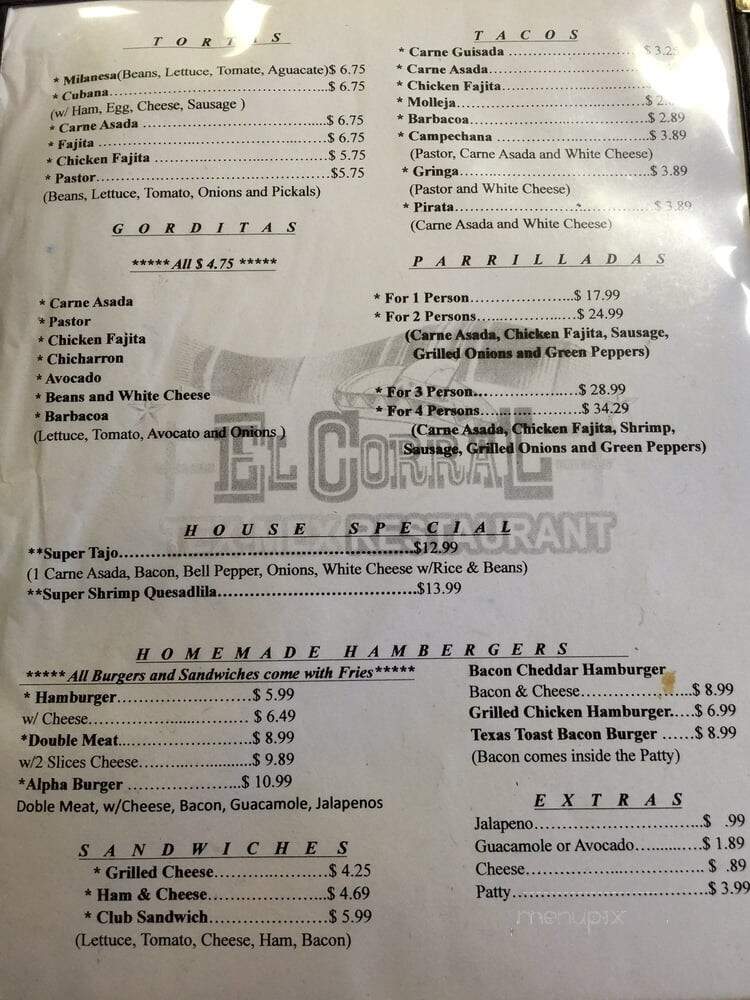 TORTAS
* Milanesa(Beans, Lettuce, Tomate, Aguacate)$ 6.75
* Cubana..............................................$ 6.75
(w/ Ham, Egg, Cheese, Sausage )
* Carne Asada ......................................$ 6.75
* Fajita ................................................$ 6.75
* Chicken Fajita ...................................$ 5.75
* Pastor................................................$5.75
(Beans, Lettuce, Tomato, Onions and Pickals)
GORDITAS
***** All $ 4.75 *****
* Carne Asada
* Pastor
* Chicken Fajita
* Chicharron
* Avocado
* Beans and White Cheese
* Barbacoa
(Lettuce, Tomato, Avocato and Onions )
TACOS
* Carne Guisada ........................... $ 3.25
* Carne Asada..............................
* Chicken Fajita...........................
* Molleja.....................................
* Barbacoa...................................$ 2.89
* Campechana .............................$ 3.89
(Pastor, Carne Asada and White Cheese)
* Gringa......................................$ 3.89
(Pastor and White Cheese)
* Pirata....................................... $ 3.89
(Carne Asada and White Cheese)
PARRILLADAS
* For 1 Person.....................$ 17.99
* For 2 Persons....................$ 24.99
(Carne Asada, Chicken Fajita, Sausage,
Grilled Onions and Green Peppers)
* For 3 Person.....................$ 28.99
* For 4 Persons....................$ 34.29
(Carne Asada, Chicken Fajita, Shrimp,
Sausage, Grilled Onions and Green Peppers)
EL CORRAL
RESTAURANT
HOUSE SPECIAL
**Super Tajo......................................................$12.99
(1 Carne Asada, Bacon, Bell Pepper, Onions, White Cheese w/Rice & Beans)
**Super Shrimp Quesadlila....................................$13.99
HOMEMADE HAMBERGERS
***** All Burgers and Sandwiches come with Fries*****
* Hamburger........................$ 5.99
w/ Cheese............................ $ 6.49
*Double Meat.......................$ 8.99
w/2 Slices Cheese....................$ 9.89
*Alpha Burger ......................$ 10.99
Doble Meat, w/Cheese, Bacon, Guacamole, Jalapenos
Bacon Cheddar Hamburger
Bacon & Cheese....................$ 8.99
Grilled Chicken Hamburger.....$ 6.99
Texas Toast Bacon Burger ......$ 8.99
(Bacon comes inside the Patty)
SANDWICHES
* Grilled Cheese.....................$ 4.25
* Ham & Cheese.....................$ 4.69
* Club Sandwich.....................$ 5.99
(Lettuce, Tomato, Cheese, Ham, Bacon)
EXTRAS
Jalapeno..............................$ .99
Guacamole or Avocado............$ 1.89
Cheese................................$ .89
Patty...................................$ 3.99
menupix